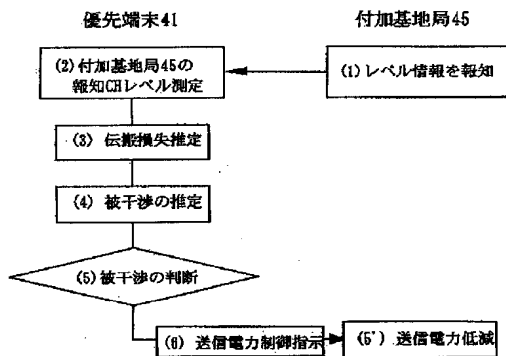 優先端末41
付加基地局45
(2) 付加基地局45の
報知CHレベル測定
(1) レベル情報を報知
(3) 伝搬損失推定
(4) 被干渉の推定
(5) 被干渉の判断
(6) 送信電力制御指示
(5') 送信電力低減